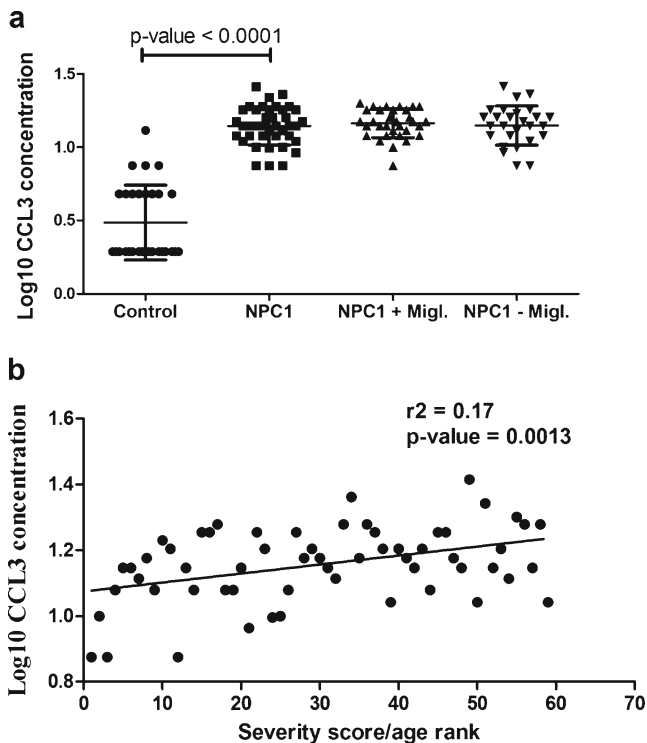 a
p-value < 0.0001
Log10 CCL3 concentration
1.5
1.0
0.5
0.0
Control NPC1 NPC1 + Migl. NPC1 - Migl.
b
r2 = 0.17
p-value = 0.0013
Log10 CCL3 concentration
1.6
1.4
1.2
1.0
0.8
0 10 20 30 40 50 60 70
Severity score/age rank